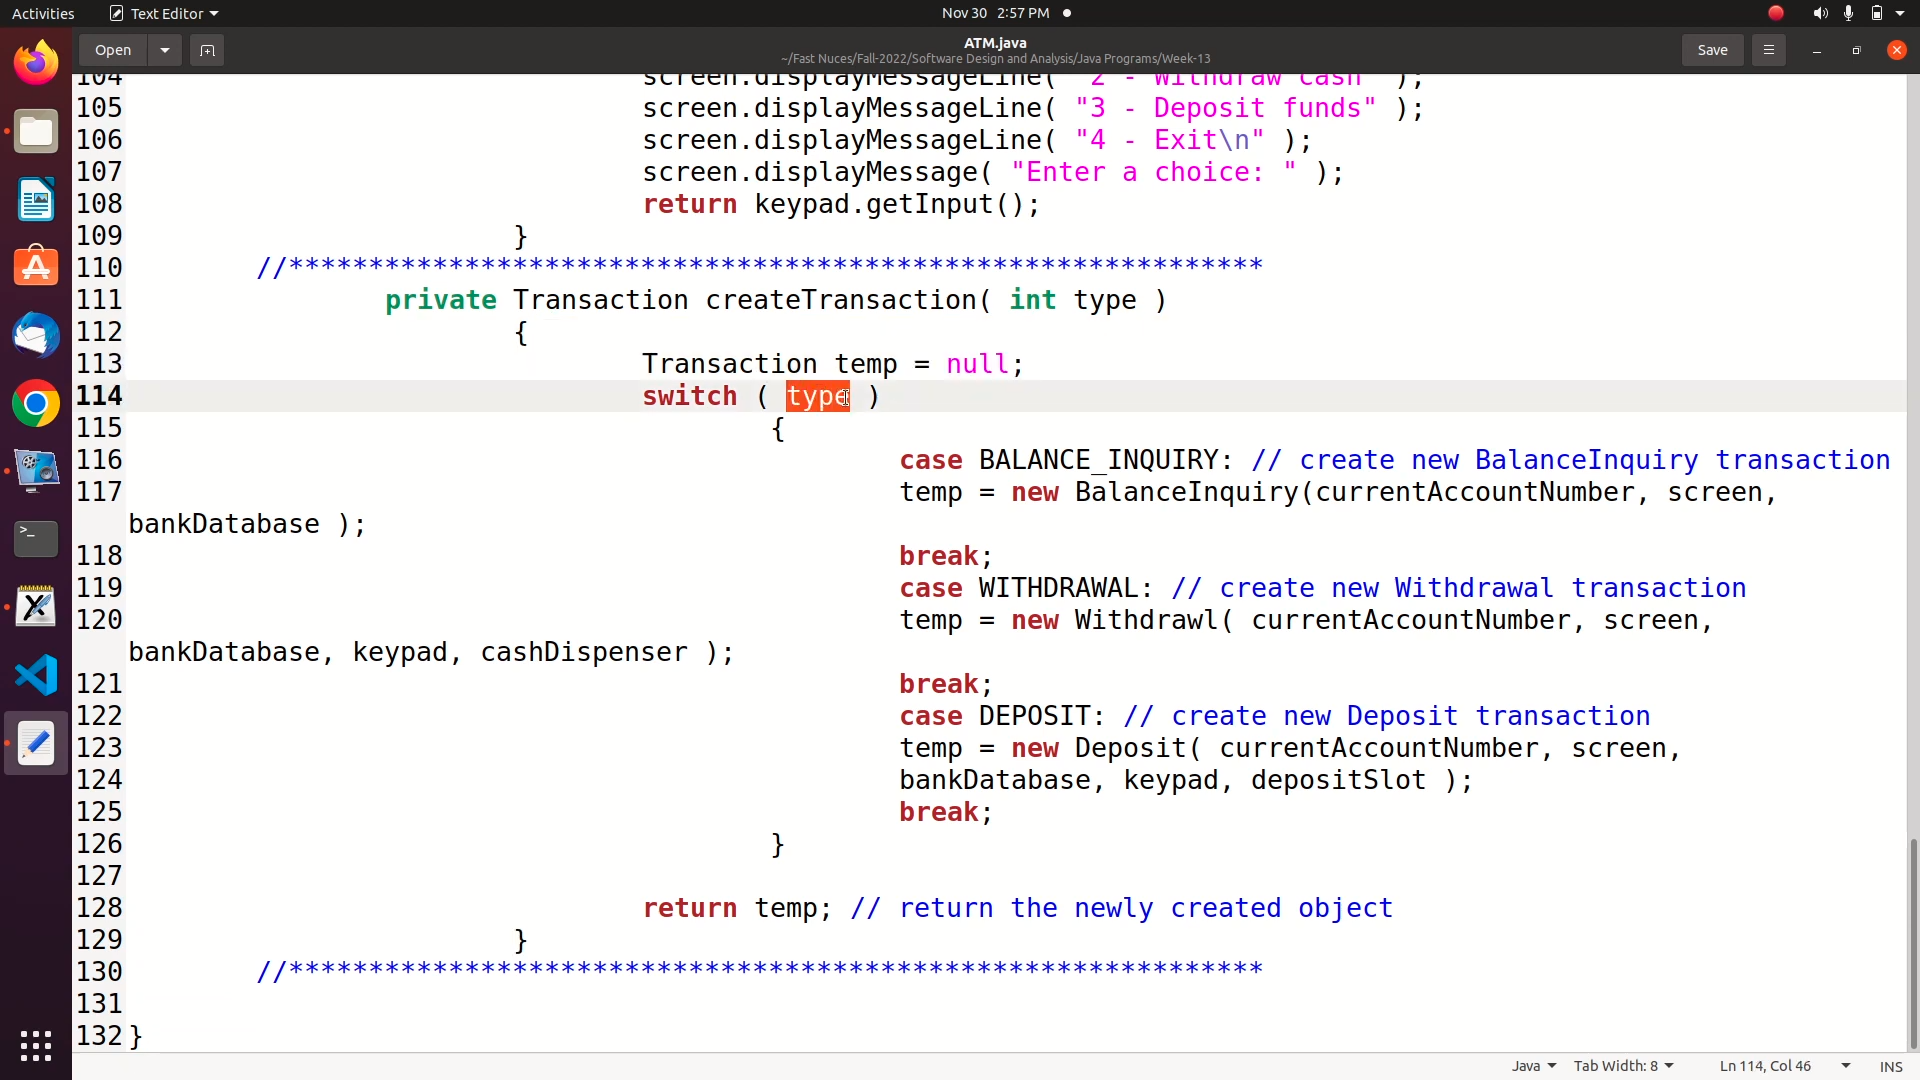 Activities Text Editor Nov 30 2:57 PM
Open ATM.java Save
~/Fast Nuces/Fall-2022/Software Design and Analysis/Java Programs/Week-13
104 screen.displayMessageLine( "2 - Withdraw cash" );
105 screen.displayMessageLine( "3 - Deposit funds" );
106 screen.displayMessageLine( "4 - Exit\n" );
107 screen.displayMessage( "Enter a choice: " );
108 return keypad.getInput();
109 }
110 //*************************************************************
111 private Transaction createTransaction( int type )
112 {
113 Transaction temp = null;
114 switch ( type )
115 {
116 case BALANCE_INQUIRY: // create new BalanceInquiry transaction
117 temp = new BalanceInquiry(currentAccountNumber, screen,
bankDatabase );
118 break;
119 case WITHDRAWAL: // create new Withdrawal transaction
120 temp = new Withdrawl( currentAccountNumber, screen,
bankDatabase, keypad, cashDispenser );
121 break;
122 case DEPOSIT: // create new Deposit transaction
123 temp = new Deposit( currentAccountNumber, screen,
124 bankDatabase, keypad, depositSlot );
125 break;
126 }
127
128 return temp; // return the newly created object
129 }
130 //*************************************************************
131
132 }
Java Tab Width: 8 Ln 114, Col 46 INS